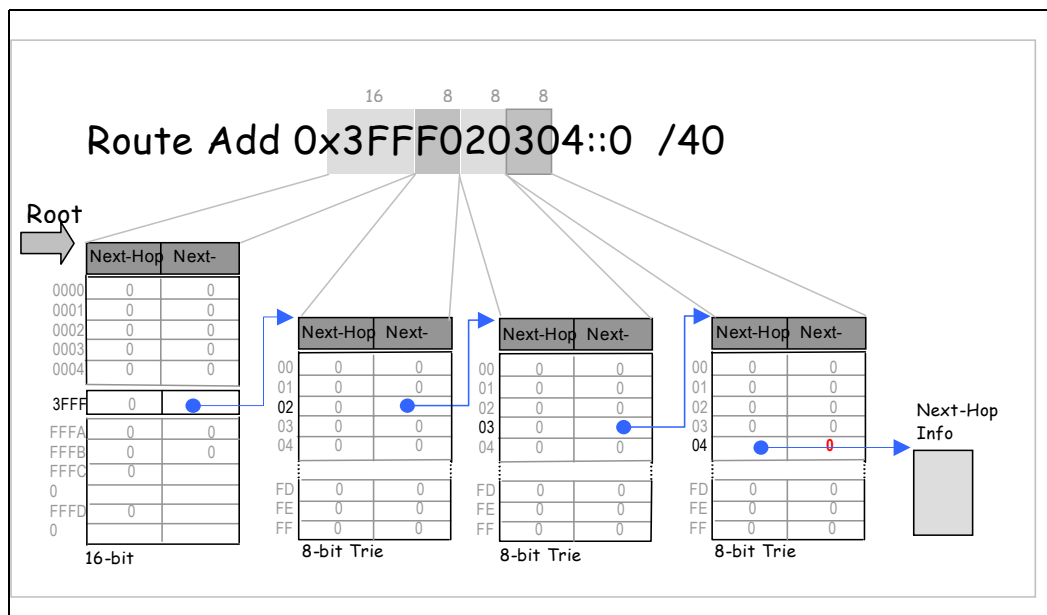 16 8 8 8
Route Add 0x3FFF020304::0 /40
Root
Next-Hop Next-
0000 0 0
0001 0 0
0002 0 0
0003 0 0
0004 0 0
3FFF 0
FFFA 0 0
FFFB 0 0
FFFC 0
0
FFFD 0
0
16-bit
Next-Hop Next-
00 0 0
01 0 0
02 0
03 0 0
04 0 0
FD 0 0
FE 0 0
FF 0 0
8-bit Trie
Next-Hop Next-
00 0 0
01 0 0
02 0 0
03 0
04 0 0
FD 0 0
FE 0 0
FF 0 0
8-bit Trie
Next-Hop Next-
00 0 0
01 0 0
02 0 0
03 0 0
04 0
FD 0 0
FE 0 0
FF 0 0
8-bit Trie
Next-Hop
Info